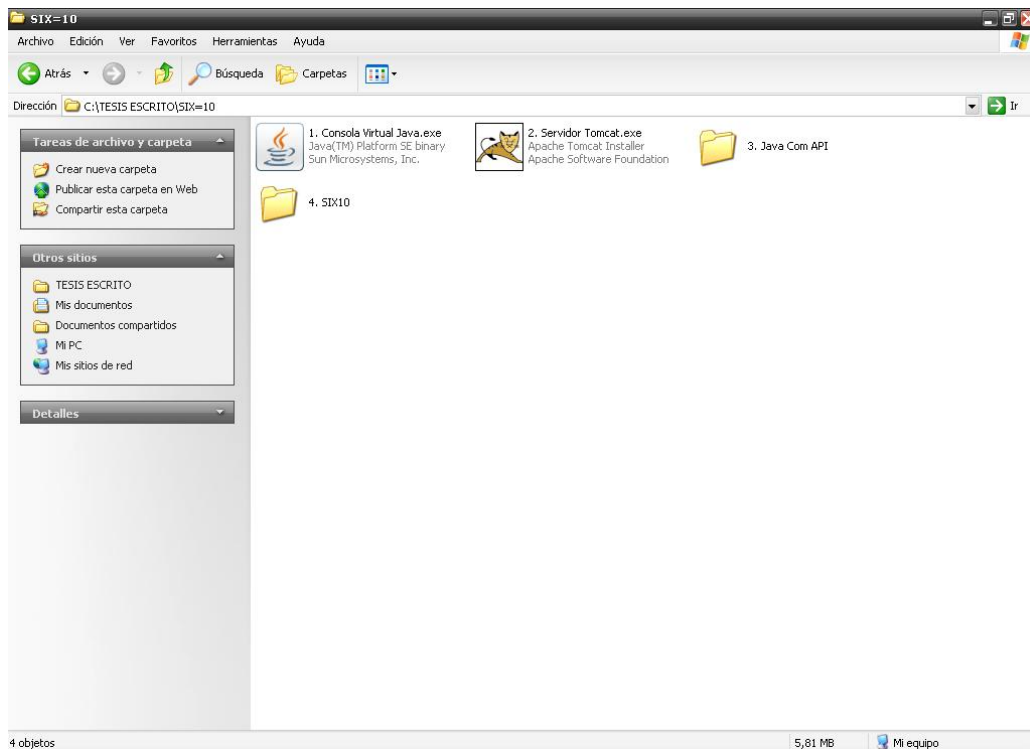 SIX=10
Archivo Edición Ver Favoritos Herramientas Ayuda
Atrás Búsqueda Carpetas
Dirección C:\TESIS ESCRITO\SIX=10 Ir
Tareas de archivo y carpeta
Crear nueva carpeta
Publicar esta carpeta en Web
Compartir esta carpeta
Otros sitios
TESIS ESCRITO
Mis documentos
Documentos compartidos
Mi PC
Mis sitios de red
Detalles
1. Consola Virtual Java.exe
Java(TM) Platform SE binary
Sun Microsystems, Inc.
2. Servidor Tomcat.exe
Apache Tomcat Installer
Apache Software Foundation
3. Java Com API
4. SIX10
4 objetos 5,81 MB Mi equipo